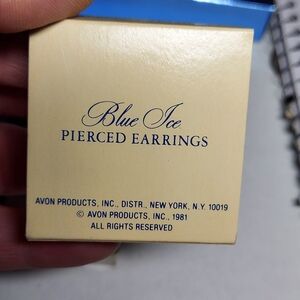 Blue Ice
PIERCED EARRINGS
AVON PRODUCTS, INC., DISTR., NEW YORK, N.Y. 10019
© AVON PRODUCTS, INC., 1981
ALL RIGHTS RESERVED